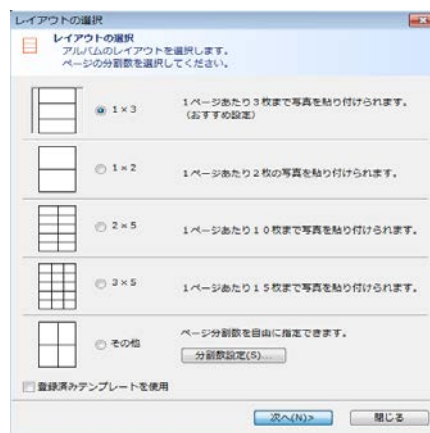 レイアウトの選択
レイアウトの選択
アルバムのレイアウトを選択します。
ページの分割数を選択してください。
1×3
1ページあたり3枚まで写真を貼り付けられます。
(おすすめ設定)
1×2
1ページあたり2枚の写真を貼り付けられます。
2×5
1ページあたり10枚まで写真を貼り付けられます。
3×5
1ページあたり15枚まで写真を貼り付けられます。
その他
ページ分割数を自由に指定できます。
分割数設定(S)...
登録済みテンプレートを使用
次へ(N)>
閉じる